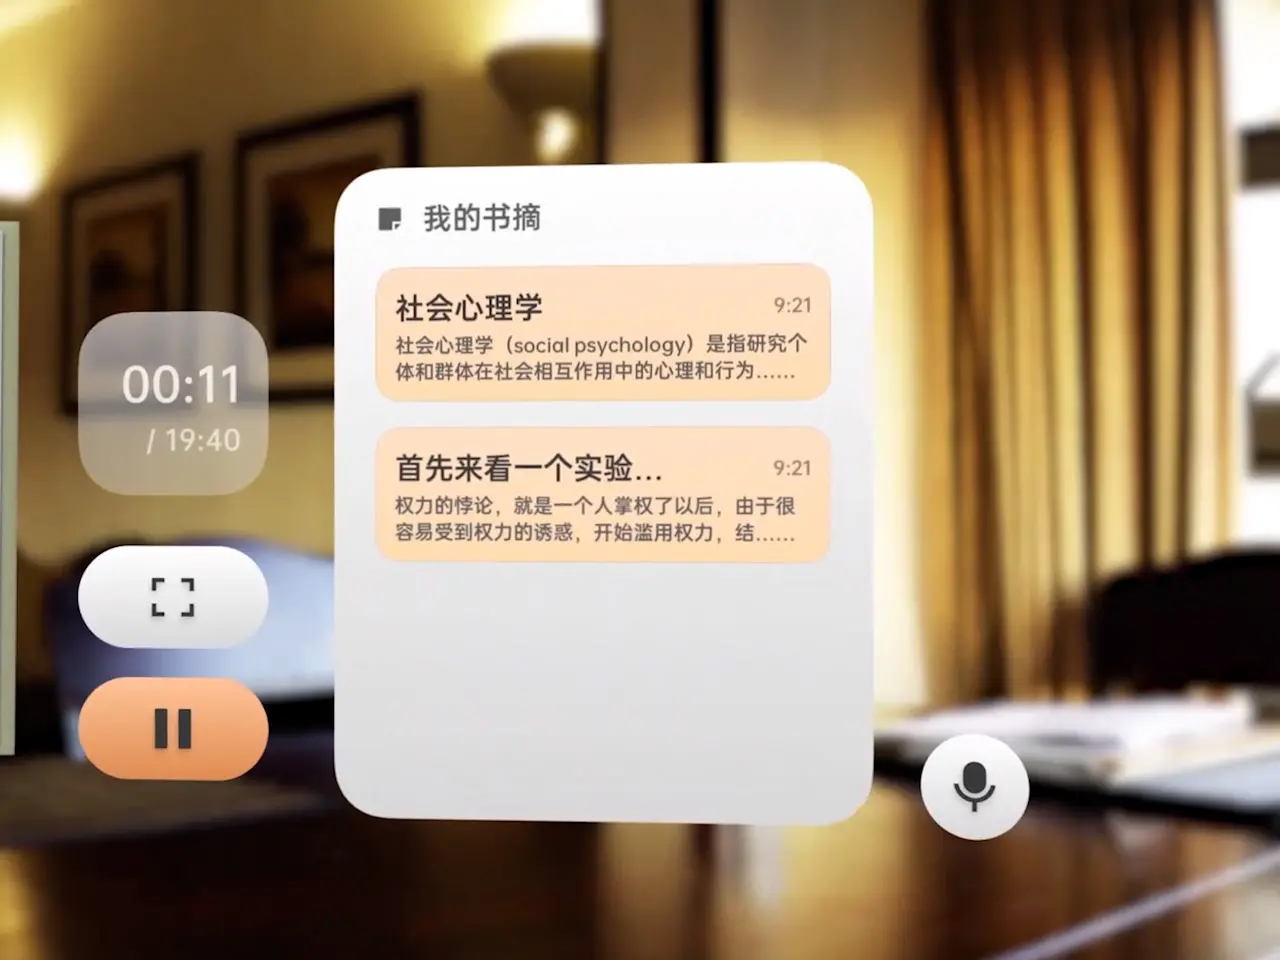 我的书摘
社会心理学
9:21
社会心理学（social psychology）是指研究个
体和群体在社会相互作用中的心理和行为……
首先来看一个实验...
9:21
权力的悖论，就是一个人掌权了以后，由于很
容易受到权力的诱惑，开始滥用权力，结……
00:11
/ 19:40